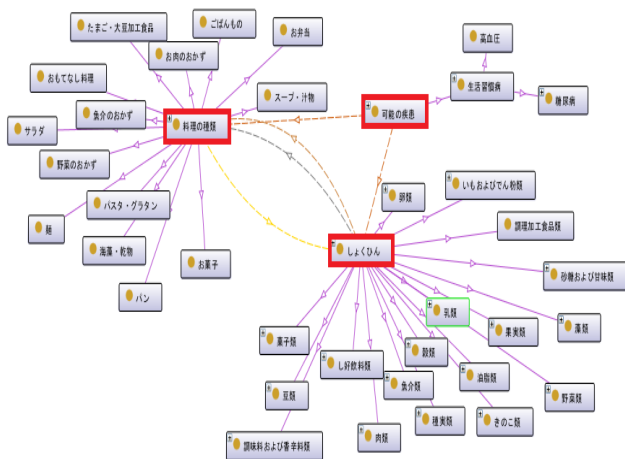 たまご・大豆加工食品
ごはんもの
お弁当
お肉のおかず
高血圧
おもてなし料理
生活習慣病
スープ・汁物
糖尿病
魚介のおかず
可能の疾患
サラダ
料理の種類
野菜のおかず
いもおよびでん粉類
卵類
パスタ・グラタン
麺
調理加工食品類
海藻・乾物
しょくひん
お菓子
砂糖および甘味類
パン
乳類
藻類
果実類
菓子類
穀類
し好飲料類
油脂類
魚介類
豆類
野菜類
種実類
きのこ類
肉類
調味料および香辛料類